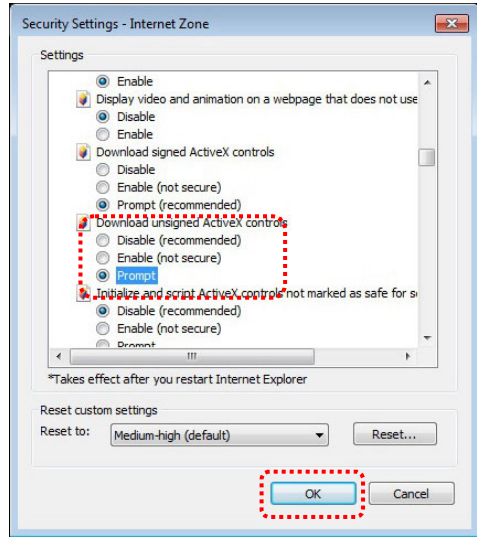 Security Settings - Internet Zone
Settings
Enable
Display video and animation on a webpage that does not use
Disable
Enable
Download signed ActiveX controls
Disable
Enable (not secure)
Prompt (recommended)
Download unsigned ActiveX controls
Disable (recommended)
Enable (not secure)
Prompt
Initialize and script ActiveX controls not marked as safe for s
Disable (recommended)
Enable (not secure)
Prompt
*Takes effect after you restart Internet Explorer
Reset custom settings
Reset to: Medium-high (default) Reset...
OK Cancel